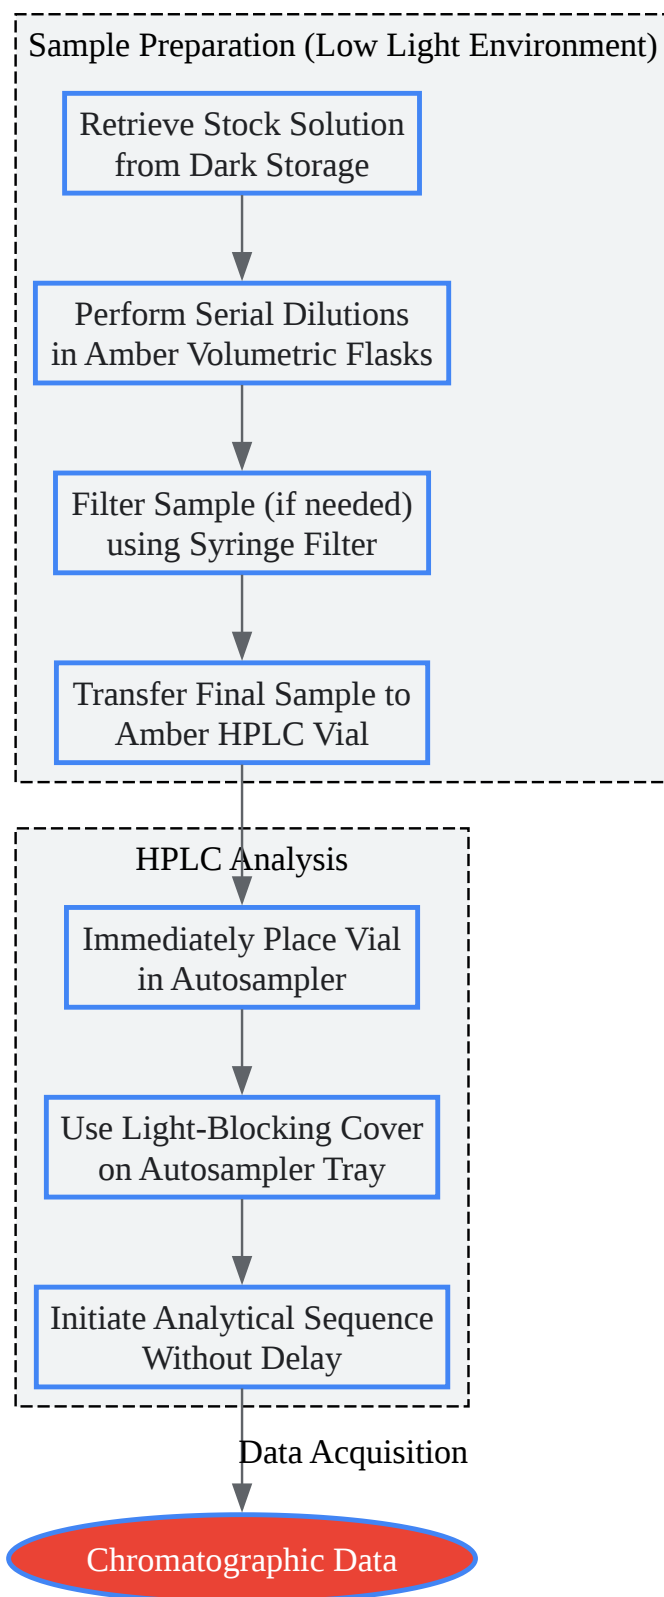 Sample Preparation (Low Light Environment)
Retrieve Stock Solution
from Dark Storage
Perform Serial Dilutions
in Amber Volumetric Flasks
Filter Sample (if needed)
using Syringe Filter
Transfer Final Sample to
Amber HPLC Vial
HPLC Analysis
Immediately Place Vial
in Autosampler
Use Light-Blocking Cover
on Autosampler Tray
Initiate Analytical Sequence
Without Delay
Data Acquisition
Chromatographic Data